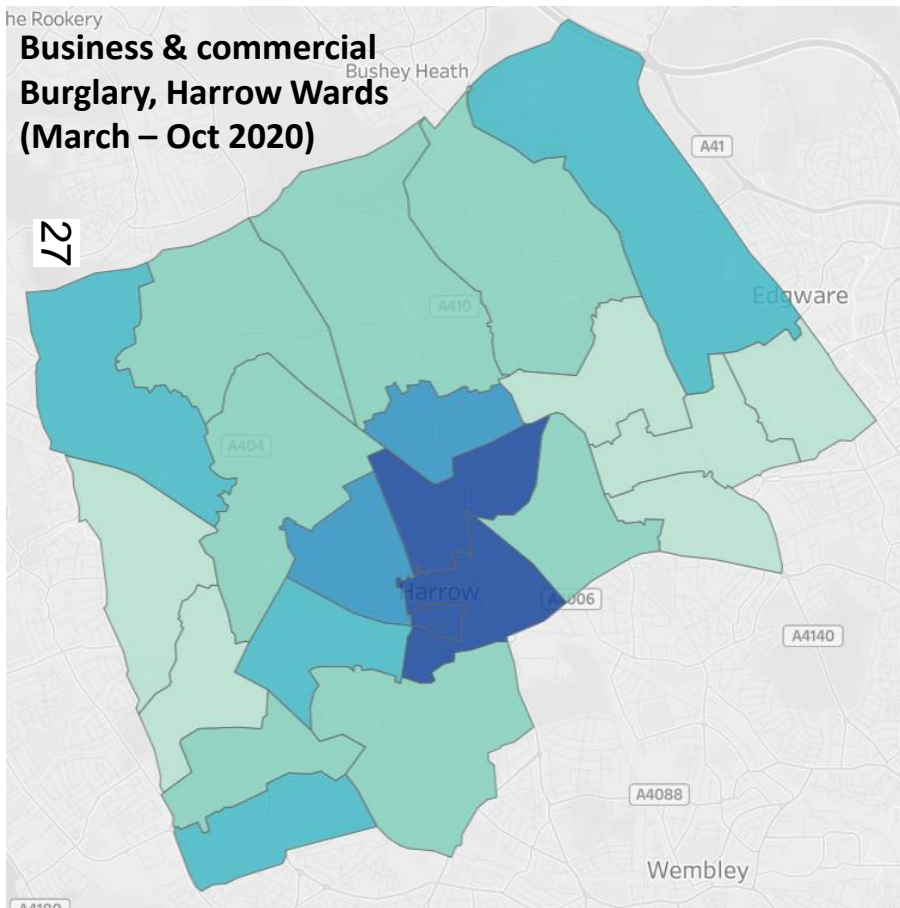 he Rookery
Business & commercial
Burglary, Harrow Wards
(March – Oct 2020)
Bushey Heath
A41
27
Edgware
A410
A404
Harrow
A4006
A4140
A4088
Wembley
A4180